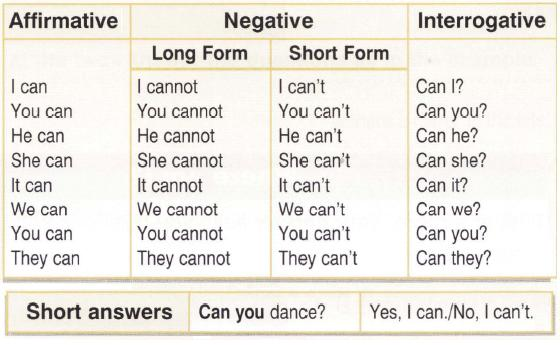 Affirmative Negative Interrogative
Long Form Short Form
I can I cannot I can't Can I?
You can You cannot You can't Can you?
He can He cannot He can't Can he?
She can She cannot She can't Can she?
It can It cannot It can't Can it?
We can We cannot We can't Can we?
You can You cannot You can't Can you?
They can They cannot They can't Can they?
Short answers Can you dance? Yes, I can./No, I can't.